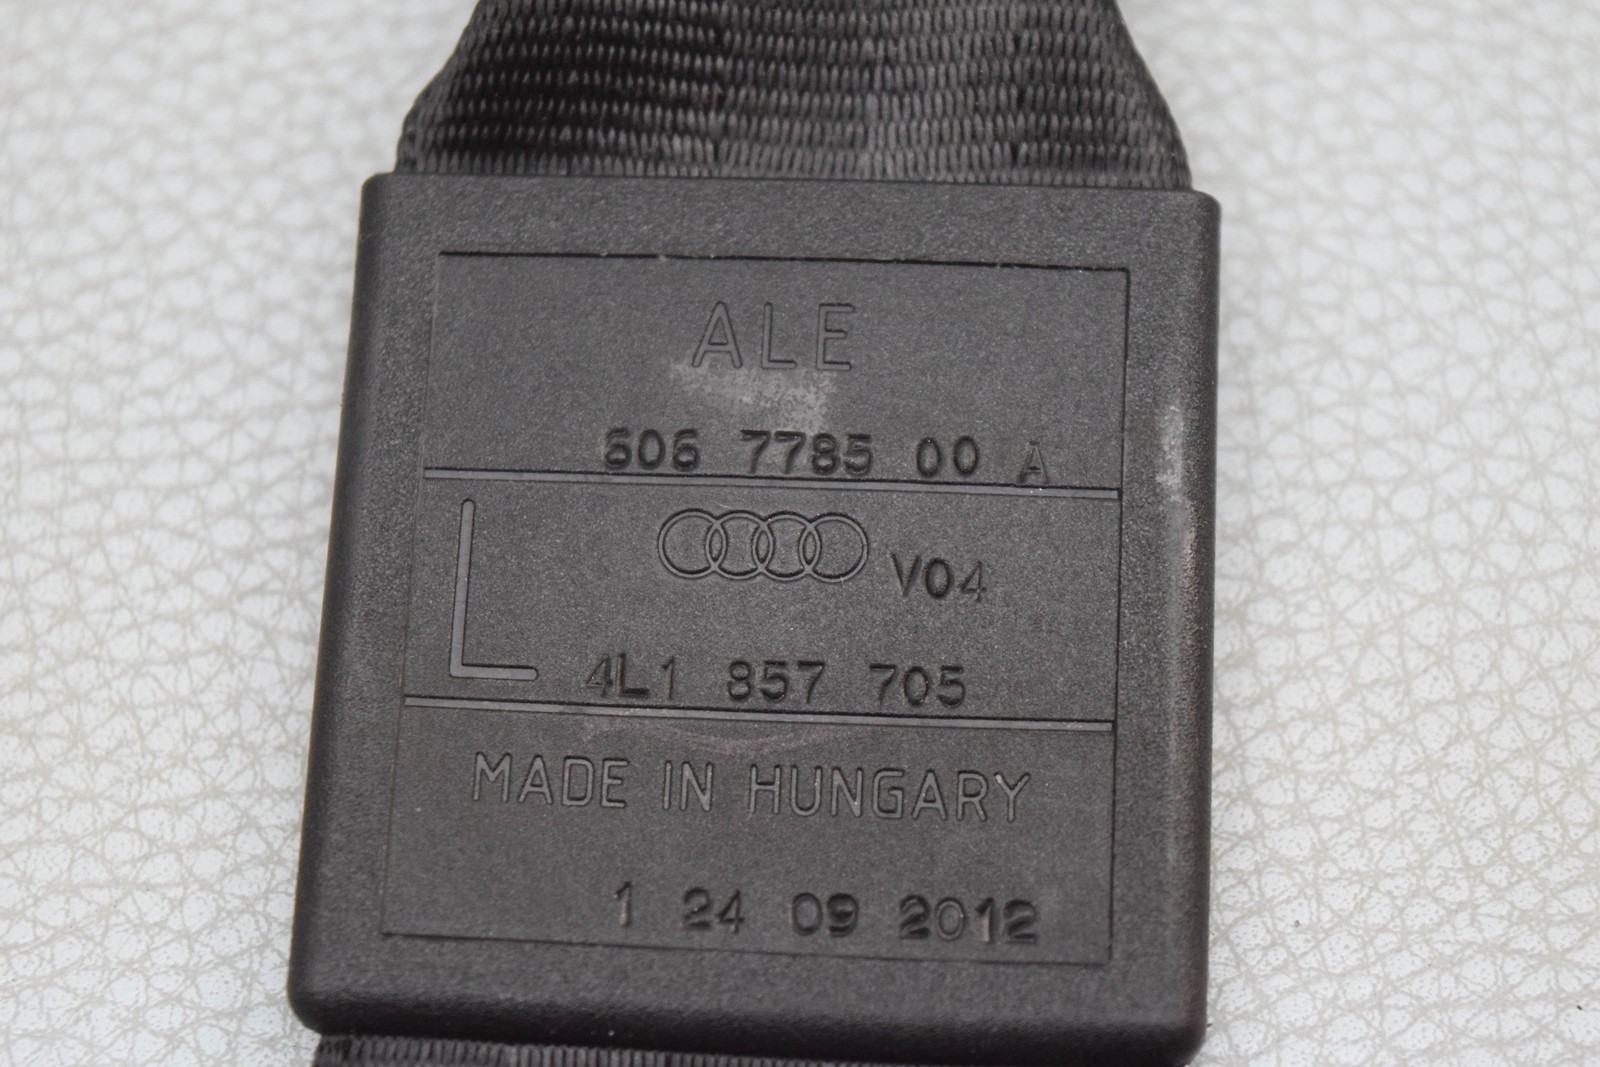 ALE
606 7785 00 A
L
V04
4L1 857 705
MADE IN HUNGARY
1 24 09 2012